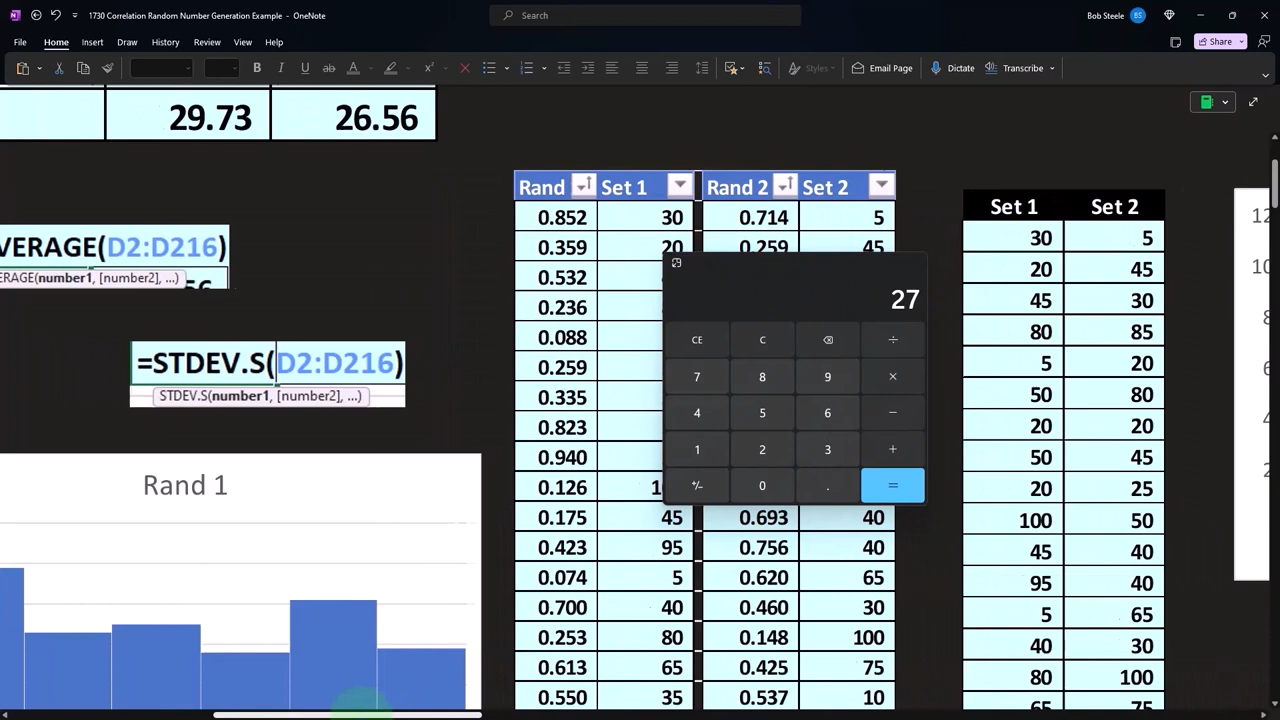 1730 Correlation Random Number Generation Example - OneNote
Search
Bob Steele BS
File Home Insert Draw History Review View Help
Share
B I U ab A x
Styles Email Page Dictate Transcribe
29.73 26.56
VERAGE(D2:D216)
ERAGE(number1, [number2], ...)
=STDEV.S(D2:D216)
STDEV.S(number1, [number2], ...)
Rand 1
Rand Set 1 Rand 2 Set 2
0.852 30 0.714 5
0.359 20 0.259 45
0.532
0.236
0.088
0.259
0.335
0.823
0.940
0.126
0.175 45 0.693 40
0.423 95 0.756 40
0.074 5 0.620 65
0.700 40 0.460 30
0.253 80 0.148 100
0.613 65 0.425 75
0.550 35 0.537 10
27
CE C ⌫ ÷
7 8 9 ×
4 5 6 −
1 2 3 +
+/− 0 . =
Set 1 Set 2
30 5
20 45
45 30
80 85
5 20
50 80
20 20
50 45
20 25
100 50
45 40
95 40
5 65
40 30
80 100
65 75
12
10